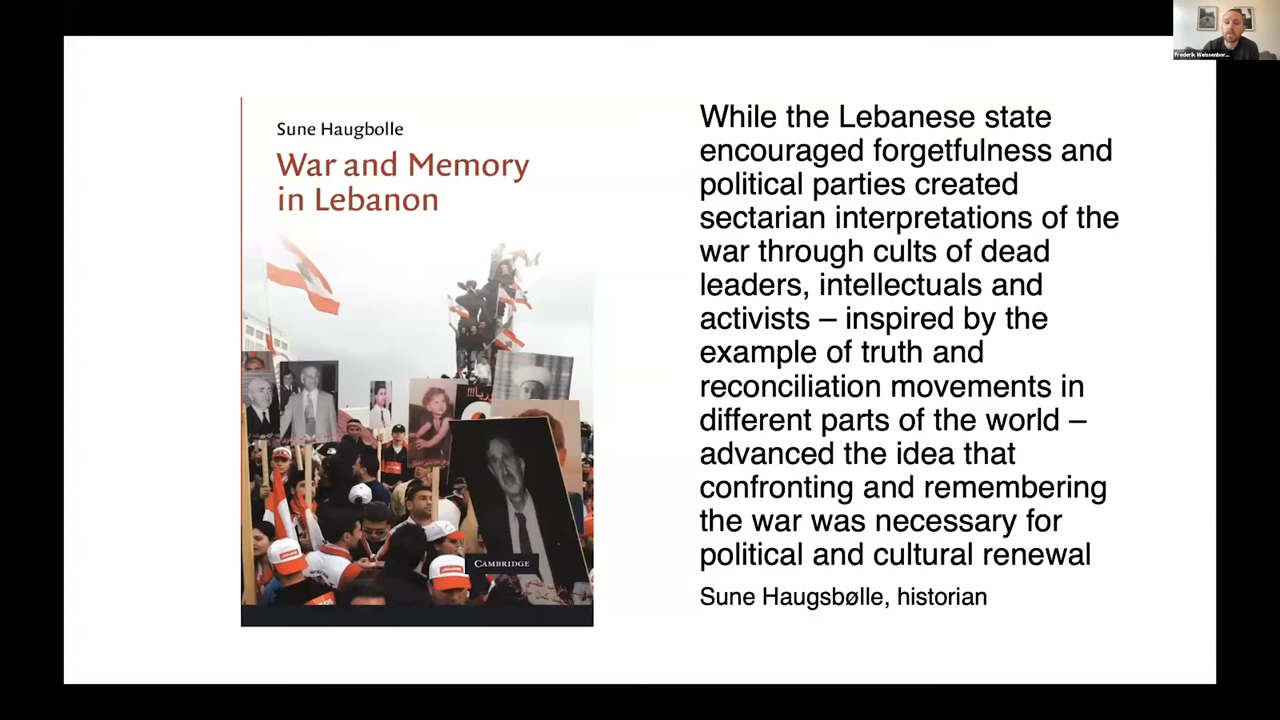 Frederik Weissenbor...
Sune Haugbolle
War and Memory
in Lebanon
CAMBRIDGE
While the Lebanese state
encouraged forgetfulness and
political parties created
sectarian interpretations of the
war through cults of dead
leaders, intellectuals and
activists – inspired by the
example of truth and
reconciliation movements in
different parts of the world –
advanced the idea that
confronting and remembering
the war was necessary for
political and cultural renewal
Sune Haugsbølle, historian